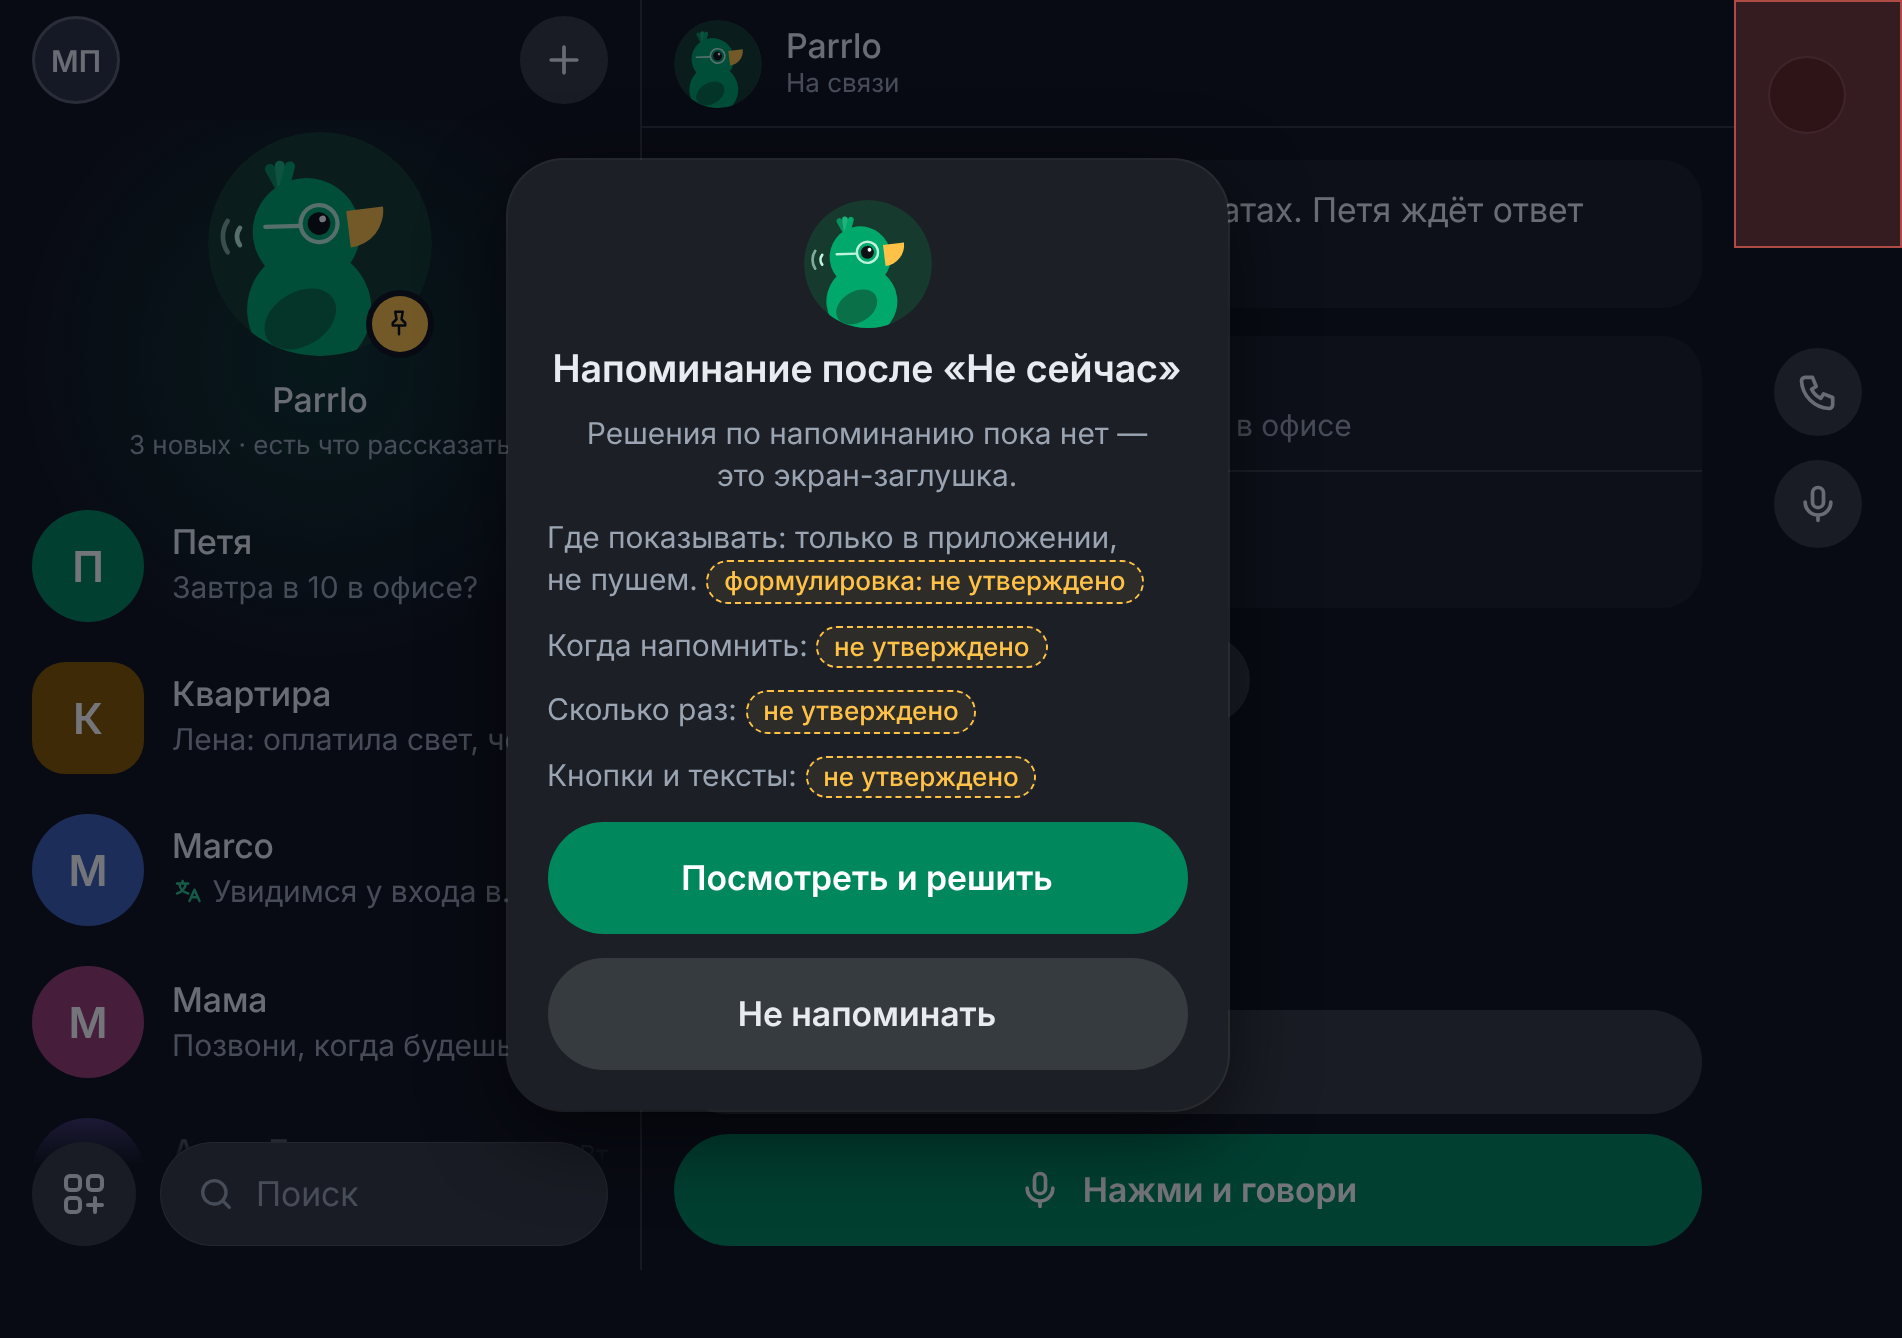 МП
Parrlo
На связи
Parrlo
3 новых · есть что рассказать
П
Петя
Завтра в 10 в офисе?
К
Квартира
Лена: оплатила свет,
M
Marco
Увидимся у входа в.
М
Мама
Позвони, когда будешь
Поиск
Петя ждёт ответ
в офисе
Напоминание после «Не сейчас»
Решения по напоминанию пока нет —
это экран-заглушка.
Где показывать: только в приложении,
не пушем. формулировка: не утверждено
Когда напомнить: не утверждено
Сколько раз: не утверждено
Кнопки и тексты: не утверждено
Посмотреть и решить
Не напоминать
Нажми и говори